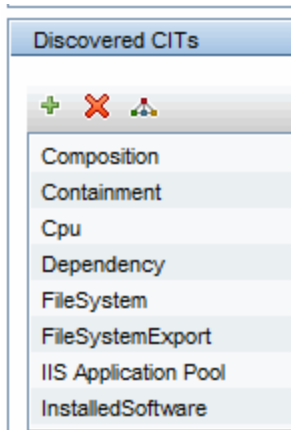 Discovered CITs
Composition
Containment
Cpu
Dependency
FileSystem
FileSystemExport
IIS Application Pool
InstalledSoftware